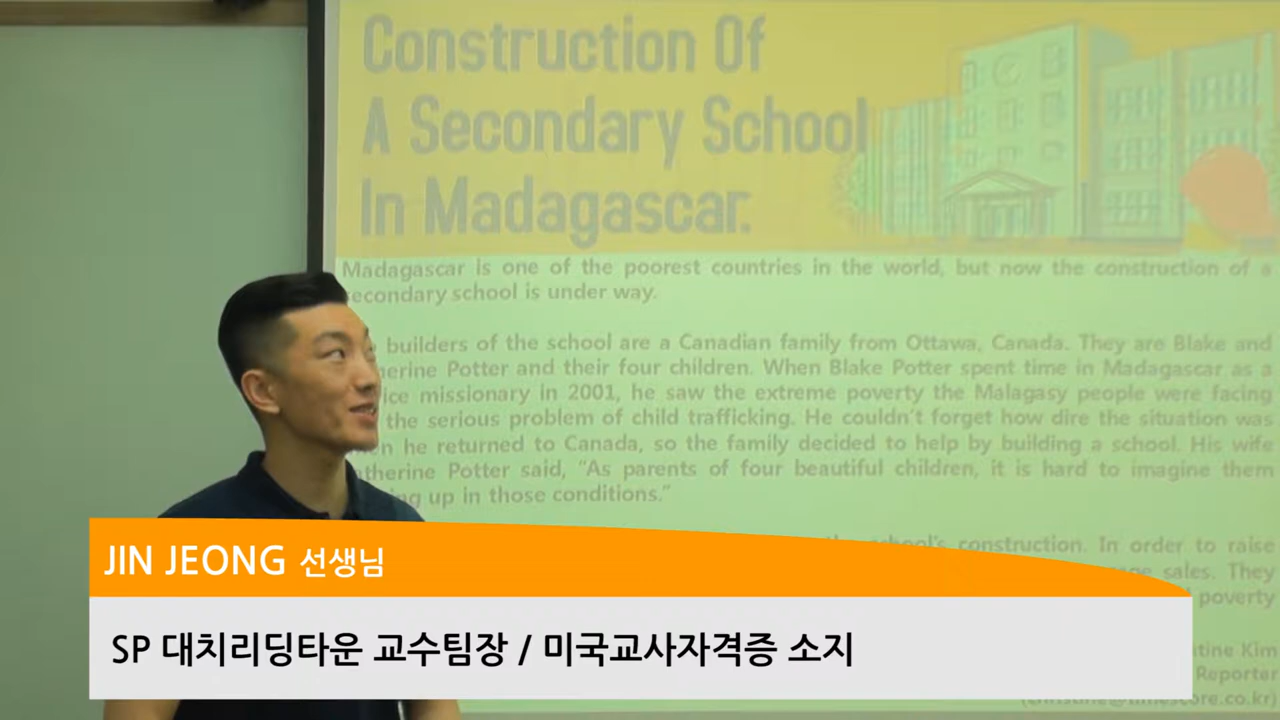 Construction Of
A Secondary School
In Madagascar.
Madagascar is one of the poorest countries in the world, but now the construction of a
secondary school is under way.
builders of the school are a Canadian family from Ottawa, Canada. They are Blake and
herine Potter and their four children. When Blake Potter spent time in Madagascar as a
ice missionary in 2001, he saw the extreme poverty the Malagasy people were facing
the serious problem of child trafficking. He couldn't forget how dire the situation was
en he returned to Canada, so the family decided to help by building a school. His wife
atherine Potter said, "As parents of four beautiful children, it is hard to imagine them
ing up in those conditions."
school's construction. In order to raise
sales. They
poverty
tine Kim
Reporter
JIN JEONG 선생님
SP 대치리딩타운 교수팀장 / 미국교사자격증 소지